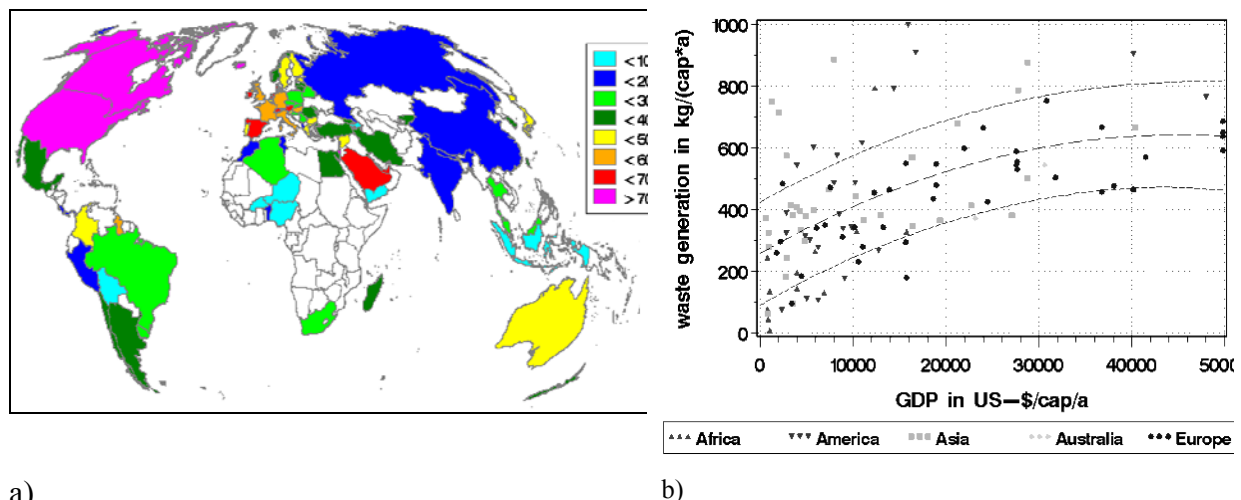 <10
<20
<30
<40
<50
<60
<70
>70
a)
waste generation in kg/(cap*a)
1000
800
600
400
200
0
0 10000 20000 30000 40000 5000
GDP in US–$/cap/a
Africa America Asia Australia Europe
b)